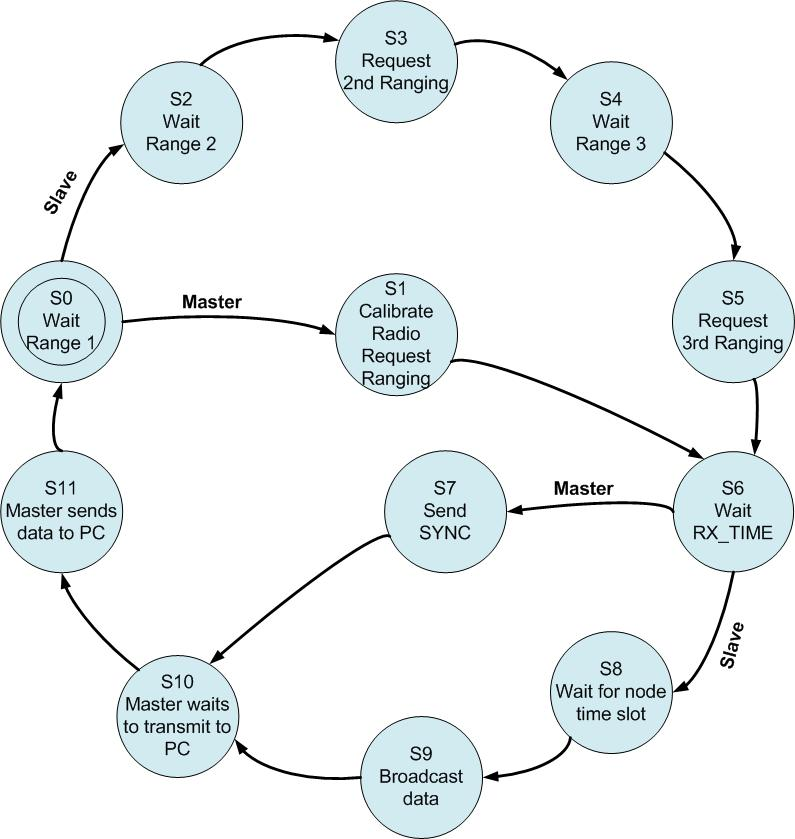 S3
Request
2nd Ranging
S2
Wait
Range 2
S4
Wait
Range 3
Slave
S0
Wait
Range 1
Master
S1
Calibrate
Radio
Request
Ranging
S5
Request
3rd Ranging
S11
Master sends
data to PC
S7
Send
SYNC
Master
S6
Wait
RX_TIME
Slave
S8
Wait for node
time slot
S10
Master waits
to transmit to
PC
S9
Broadcast
data